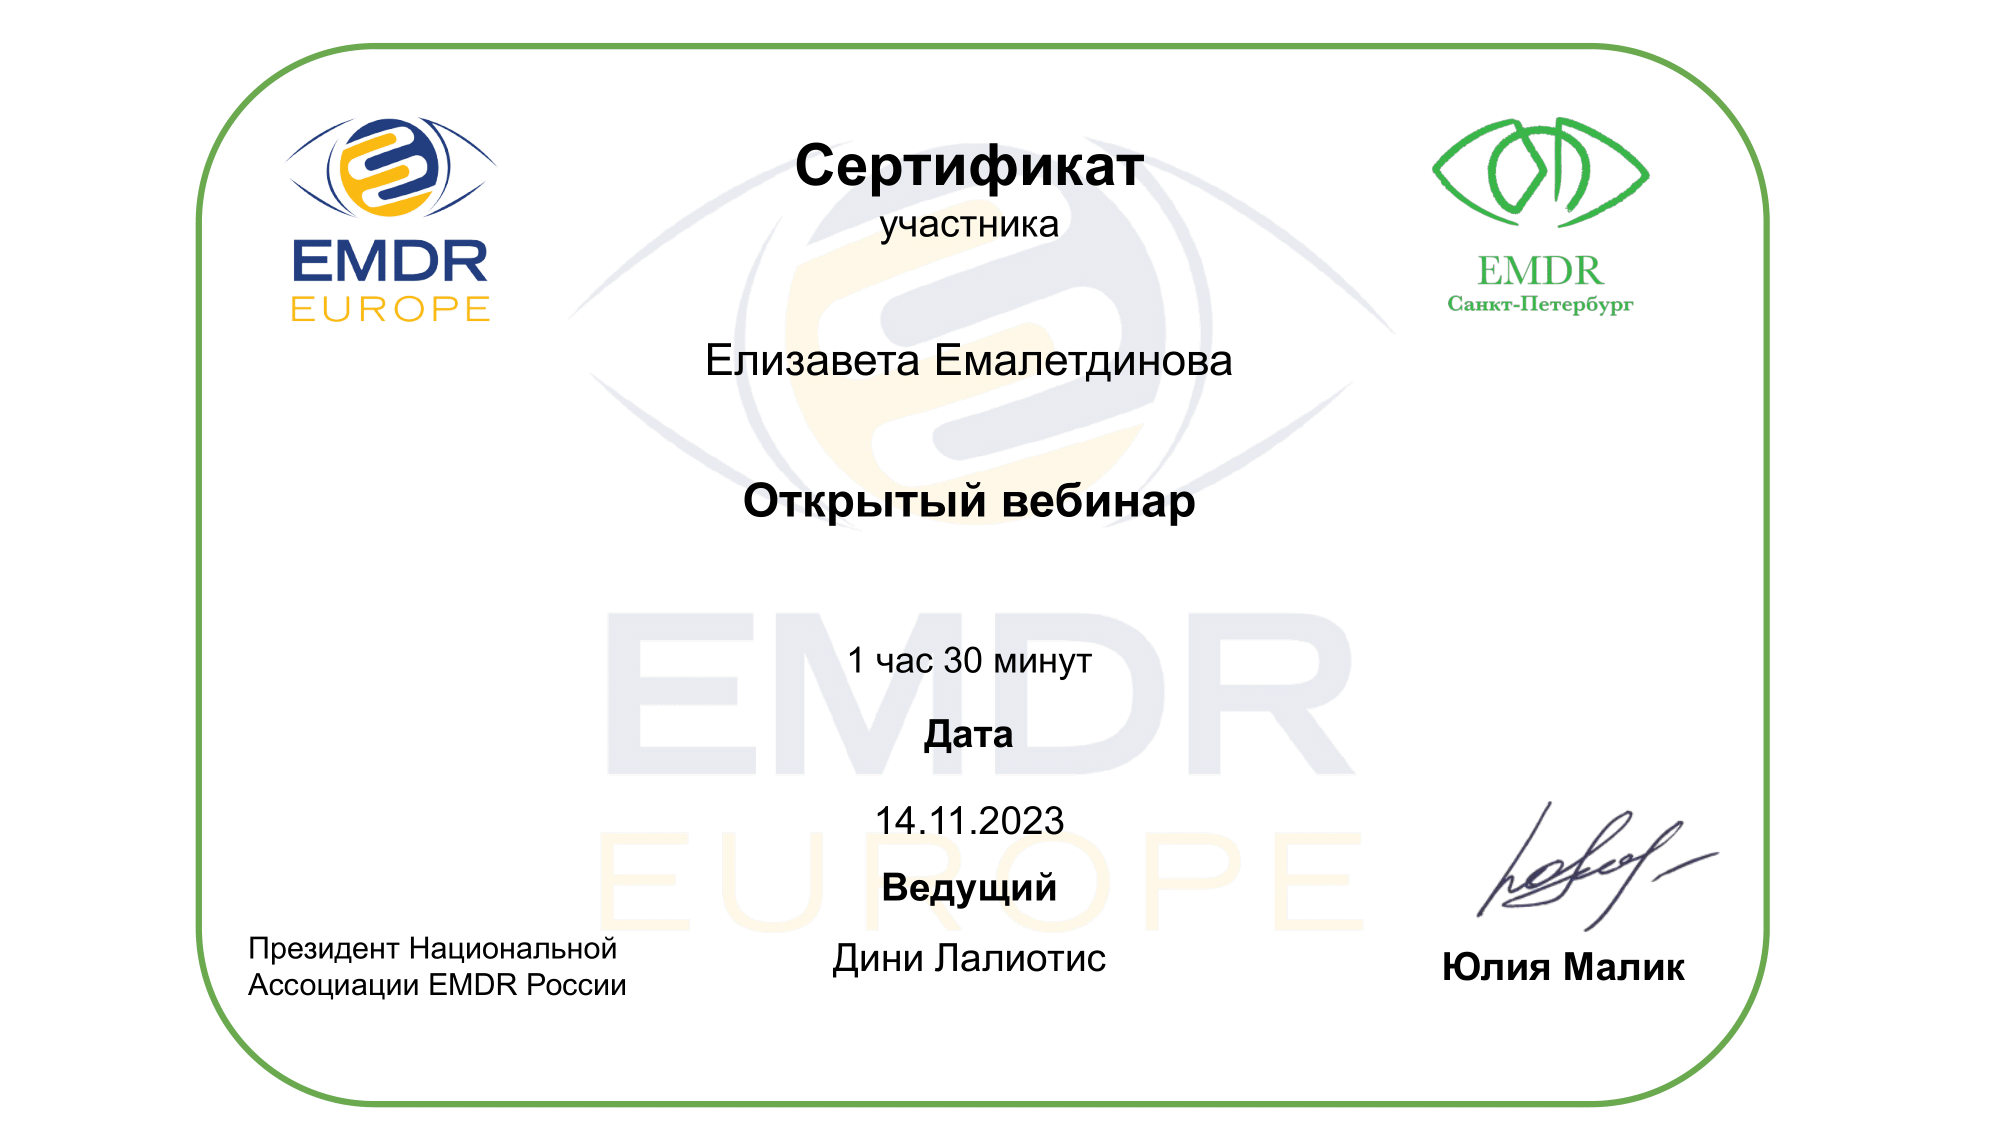 EMDR
EUROPE
Сертификат
участника
EMDR
Санкт-Петербург
Елизавета Емалетдинова
Открытый вебинар
EMDR
EUROPE
1 час 30 минут
Дата
14.11.2023
Ведущий
Дини Лалиотис
Президент Национальной
Ассоциации EMDR России
Юлия Малик